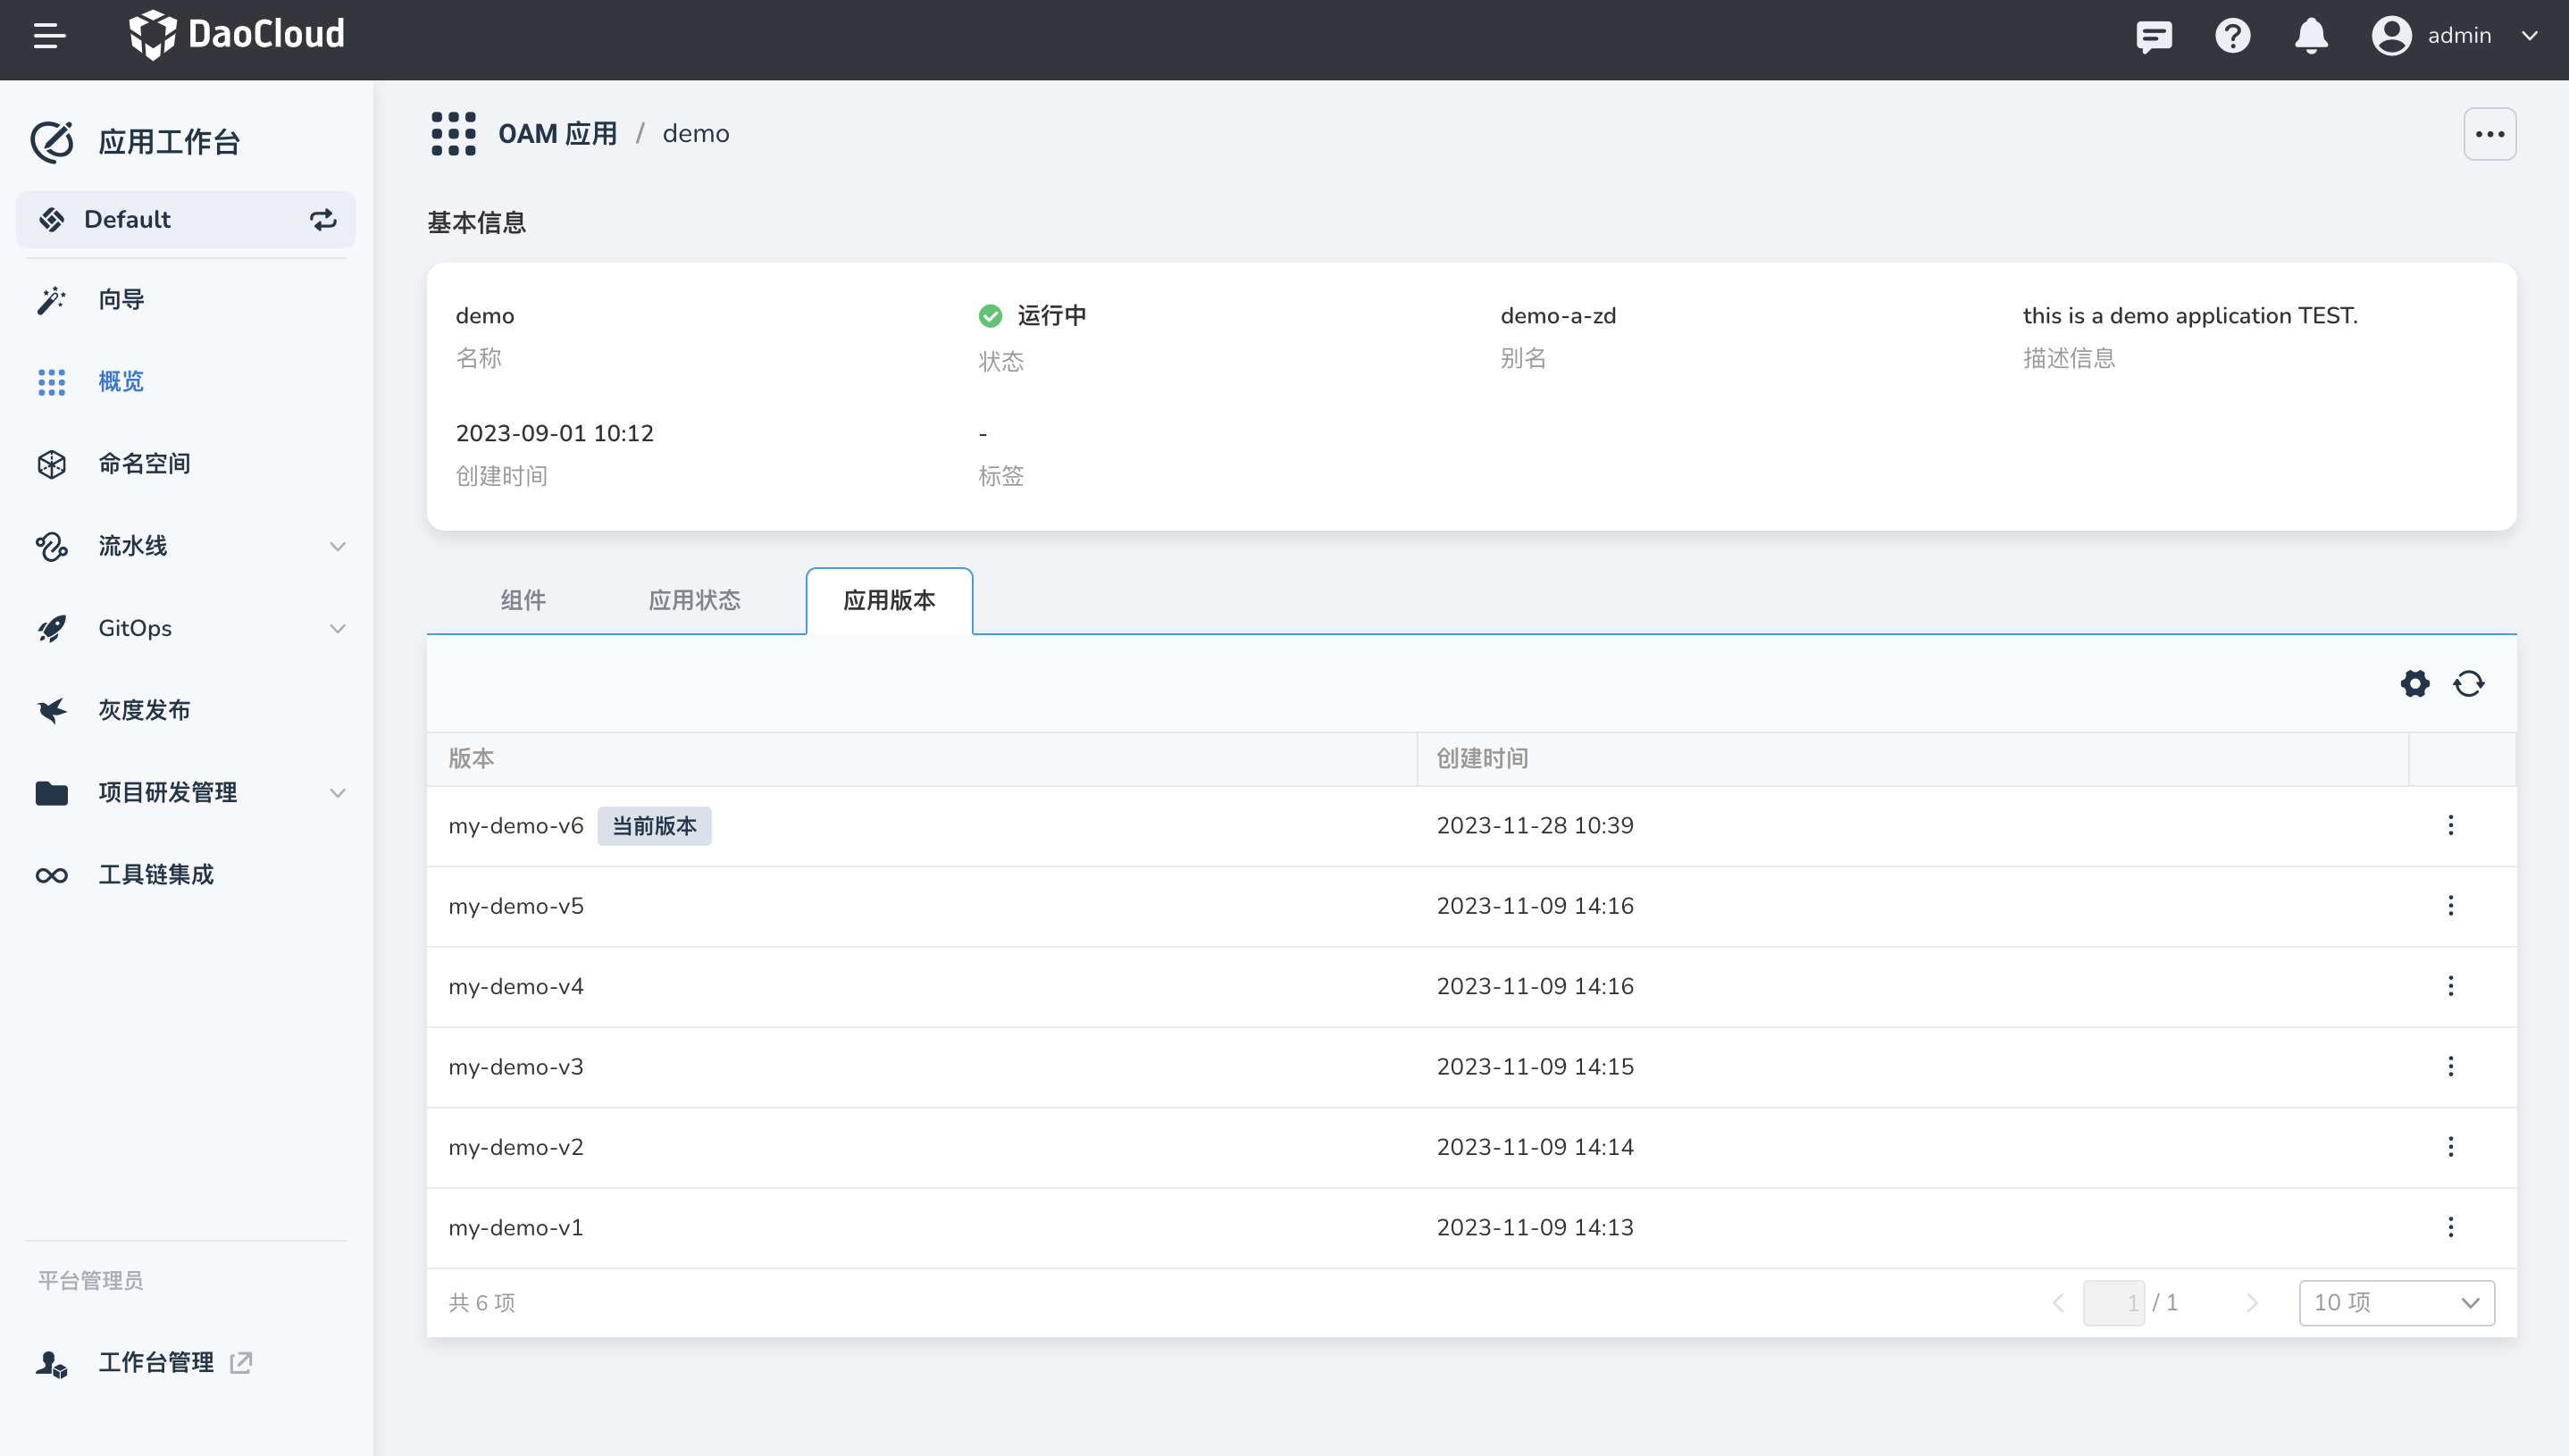 DaoCloud
admin
应用工作台
Default
向导
概览
命名空间
流水线
GitOps
灰度发布
项目研发管理
工具链集成
平台管理员
工作台管理
OAM 应用 / demo
基本信息
demo
名称
运行中
状态
demo-a-zd
别名
this is a demo application TEST.
描述信息
2023-09-01 10:12
创建时间
-
标签
组件 应用状态 应用版本
版本 创建时间
my-demo-v6 当前版本 2023-11-28 10:39
my-demo-v5 2023-11-09 14:16
my-demo-v4 2023-11-09 14:16
my-demo-v3 2023-11-09 14:15
my-demo-v2 2023-11-09 14:14
my-demo-v1 2023-11-09 14:13
共 6 项 1 / 1 10 项